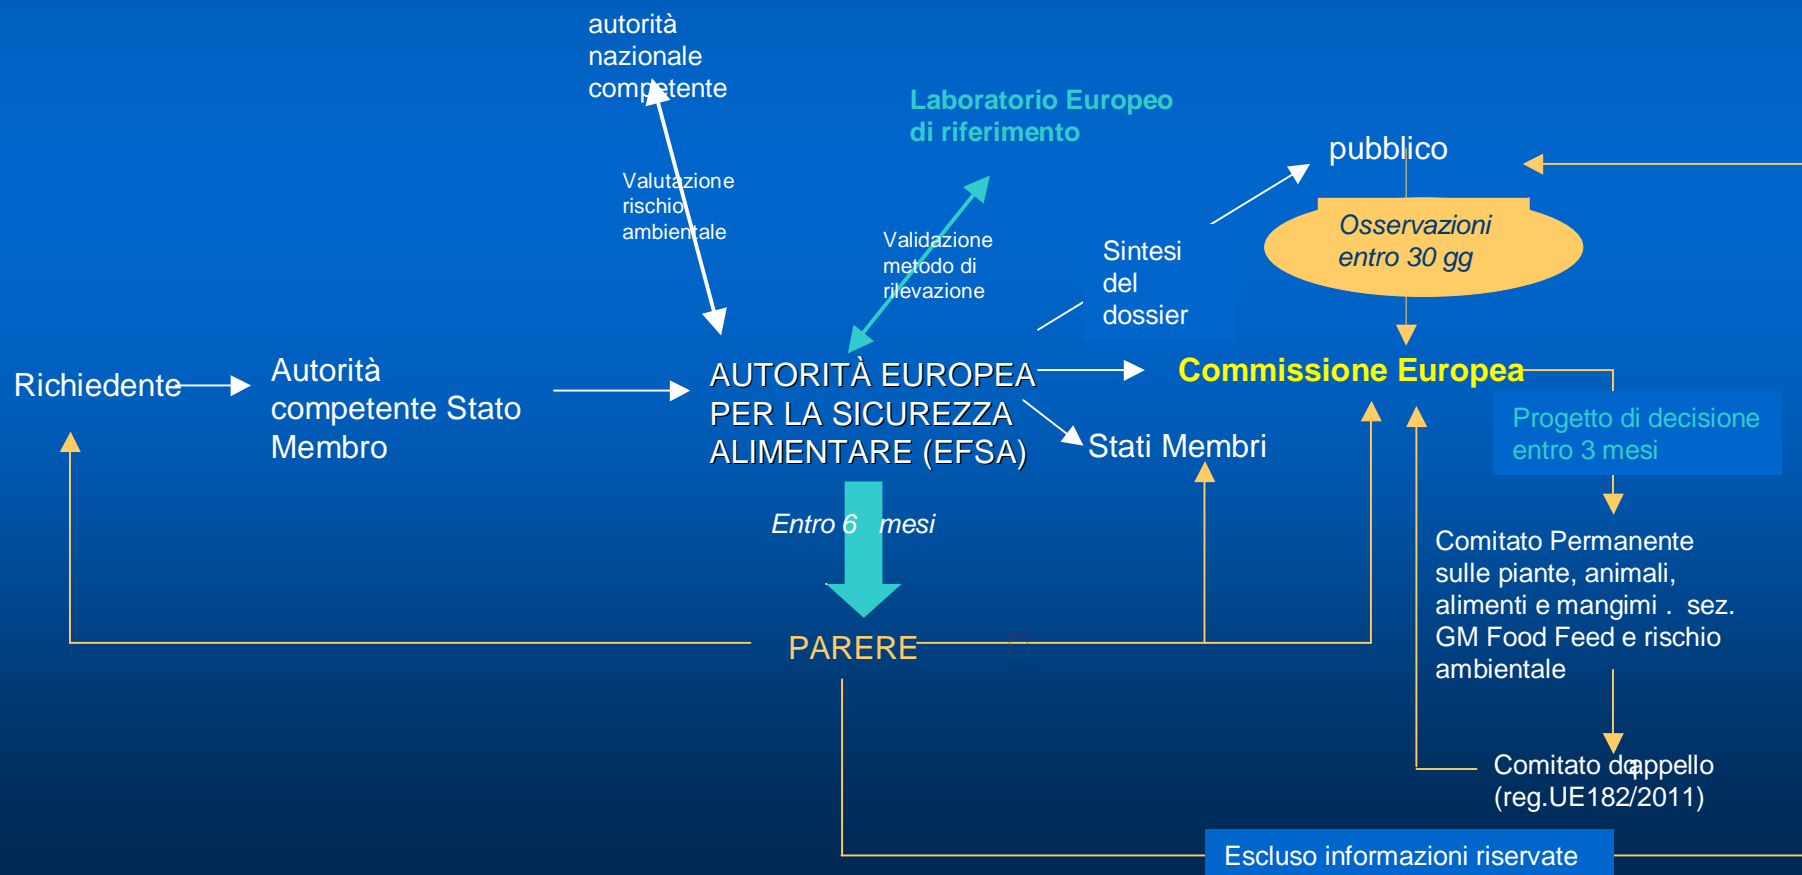 autorità
nazionale
competente
Laboratorio Europeo
di riferimento
pubblico
Valutazione
rischio
ambientale
Validazione
metodo di
rilevazione
Sintesi
del
dossier
Osservazioni
entro 30 gg
Richiedente
Autorità
competente Stato
Membro
AUTORITÀ EUROPEA
PER LA SICUREZZA
ALIMENTARE (EFSA)
Commissione Europea
Stati Membri
Progetto di decisione
entro 3 mesi
Entro 6 mesi
Comitato Permanente
sulle piante, animali,
alimenti e mangimi . sez.
GM Food Feed e rischio
ambientale
PARERE
Comitato
(reg.UE182/2011)
Escluso informazioni riservate